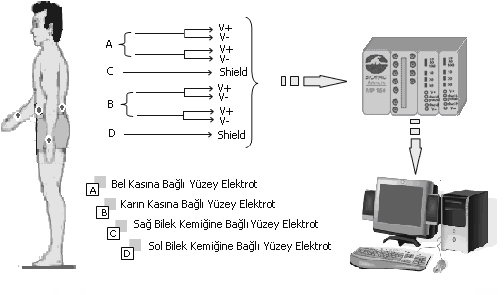 V+
V-
A
V+
V-
C
Shield
V+
V-
B
V+
V-
D
Shield
A Bel Kasına Bağlı Yüzey Elektrot
B Karın Kasına Bağlı Yüzey Elektrot
C Sağ Bilek Kemiğine Bağlı Yüzey Elektrot
D Sol Bilek Kemiğine Bağlı Yüzey Elektrot